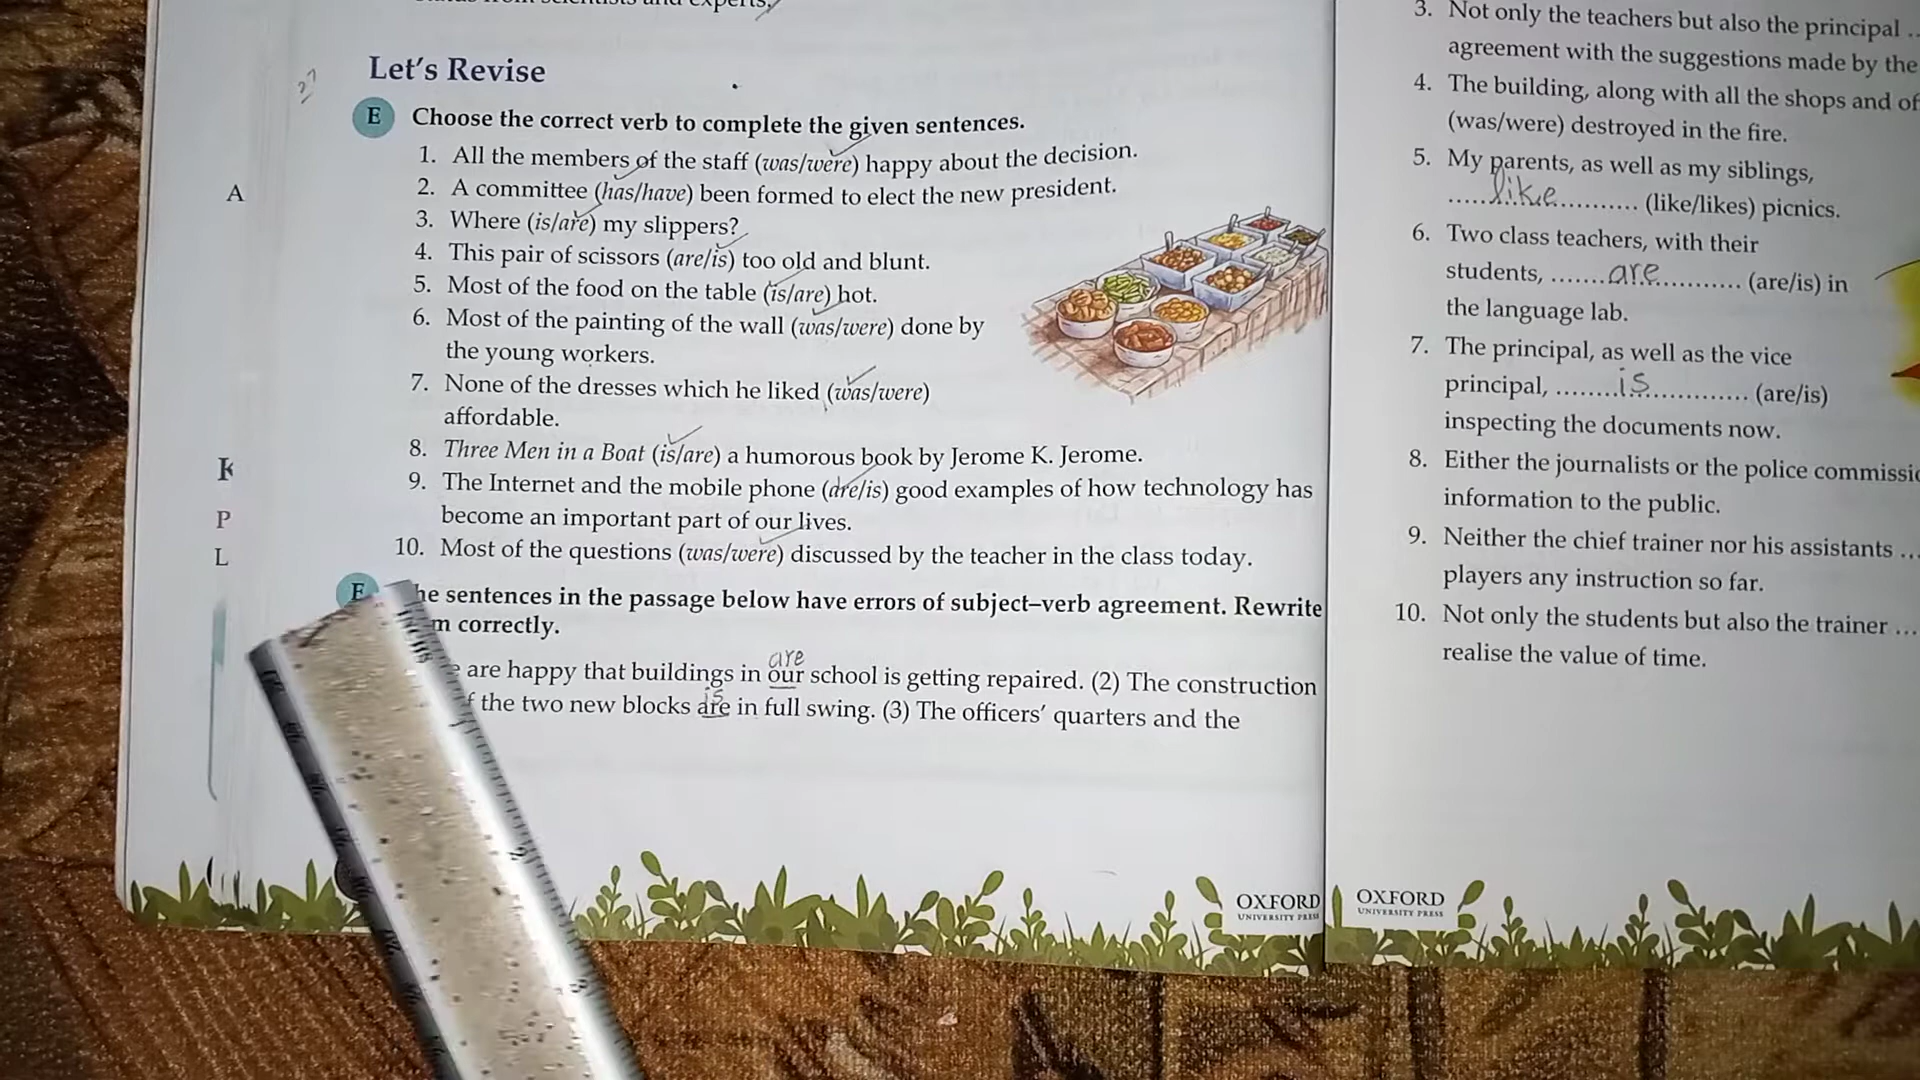 Let's Revise
E Choose the correct verb to complete the given sentences.
1. All the members of the staff (was/were) happy about the decision.
2. A committee (has/have) been formed to elect the new president.
3. Where (is/are) my slippers?
4. This pair of scissors (are/is) too old and blunt.
5. Most of the food on the table (is/are) hot.
6. Most of the painting of the wall (was/were) done by
the young workers.
7. None of the dresses which he liked (was/were)
affordable.
8. Three Men in a Boat (is/are) a humorous book by Jerome K. Jerome.
9. The Internet and the mobile phone (are/is) good examples of how technology has
become an important part of our lives.
10. Most of the questions (was/were) discussed by the teacher in the class today.
F he sentences in the passage below have errors of subject–verb agreement. Rewrite
m correctly.
are
e are happy that buildings in our school is getting repaired. (2) The construction
is
f the two new blocks are in full swing. (3) The officers' quarters and the
OXFORD
UNIVERSITY PRESS
A
K
P
L
3. Not only the teachers but also the principal ..
agreement with the suggestions made by the
4. The building, along with all the shops and of
(was/were) destroyed in the fire.
5. My parents, as well as my siblings,
.....like........... (like/likes) picnics.
6. Two class teachers, with their
students, .......are............ (are/is) in
the language lab.
7. The principal, as well as the vice
principal, ........is.............. (are/is)
inspecting the documents now.
8. Either the journalists or the police commissi
information to the public.
9. Neither the chief trainer nor his assistants ...
players any instruction so far.
10. Not only the students but also the trainer ...
realise the value of time.
OXFORD
UNIVERSITY PRESS
INCHS
2
3